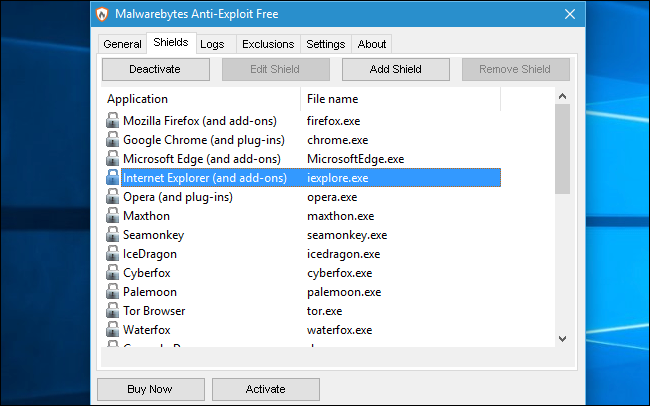 Malwarebytes Anti-Exploit Free
General Shields Logs Exclusions Settings About
Deactivate Edit Shield Add Shield Remove Shield
Application File name
Mozilla Firefox (and add-ons) firefox.exe
Google Chrome (and plug-ins) chrome.exe
Microsoft Edge (and add-ons) MicrosoftEdge.exe
Internet Explorer (and add-ons) iexplore.exe
Opera (and plug-ins) opera.exe
Maxthon maxthon.exe
Seamonkey seamonkey.exe
IceDragon icedragon.exe
Cyberfox cyberfox.exe
Palemoon palemoon.exe
Tor Browser tor.exe
Waterfox waterfox.exe
Buy Now Activate